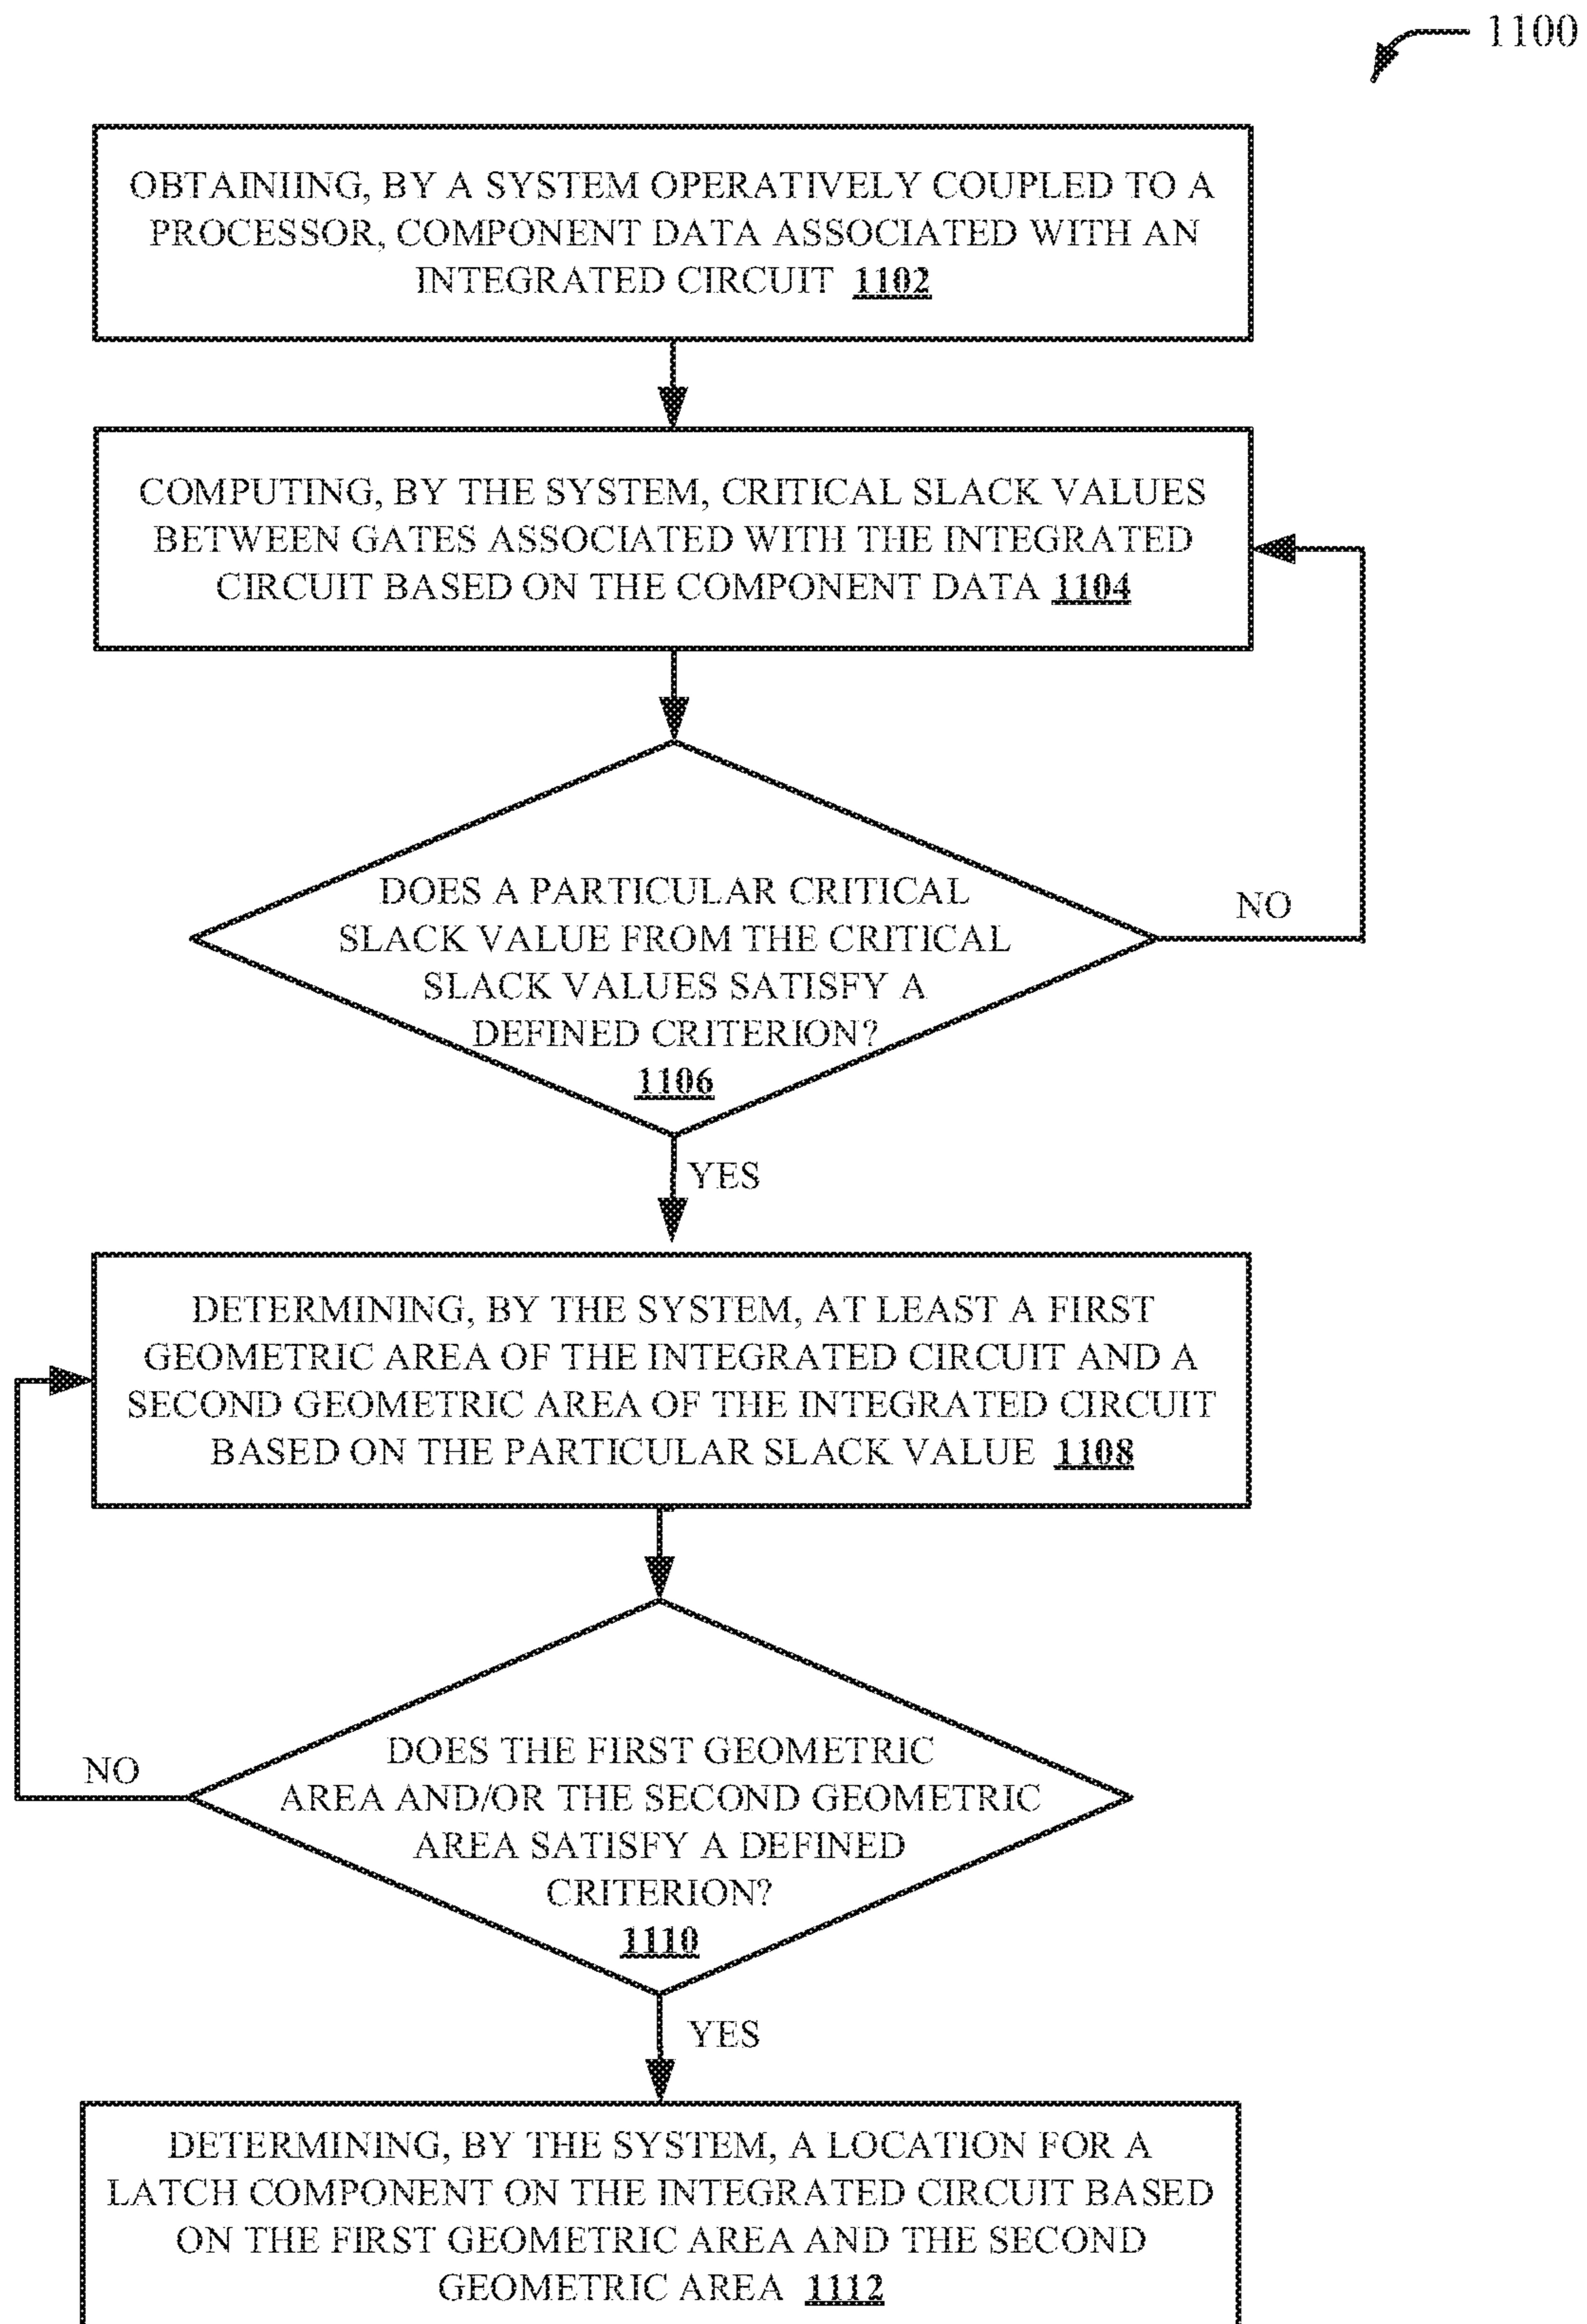 1100
OBTAINIING, BY A SYSTEM OPERATIVELY COUPLED TO A
PROCESSOR, COMPONENT DATA ASSOCIATED WITH AN
INTEGRATED CIRCUIT 1102
COMPUTING, BY THE SYSTEM, CRITICAL SLACK VALUES
BETWEEN GATES ASSOCIATED WITH THE INTEGRATED
CIRCUIT BASED ON THE COMPONENT DATA 1104
DOES A PARTICULAR CRITICAL
SLACK VALUE FROM THE CRITICAL
SLACK VALUES SATISFY A
DEFINED CRITERION?
1106
NO
YES
DETERMINING, BY THE SYSTEM, AT LEAST A FIRST
GEOMETRIC AREA OF THE INTEGRATED CIRCUIT AND A
SECOND GEOMETRIC AREA OF THE INTEGRATED CIRCUIT
BASED ON THE PARTICULAR SLACK VALUE 1108
NO
DOES THE FIRST GEOMETRIC
AREA AND/OR THE SECOND GEOMETRIC
AREA SATISFY A DEFINED
CRITERION?
1110
YES
DETERMINING, BY THE SYSTEM, A LOCATION FOR A
LATCH COMPONENT ON THE INTEGRATED CIRCUIT BASED
ON THE FIRST GEOMETRIC AREA AND THE SECOND
GEOMETRIC AREA 1112